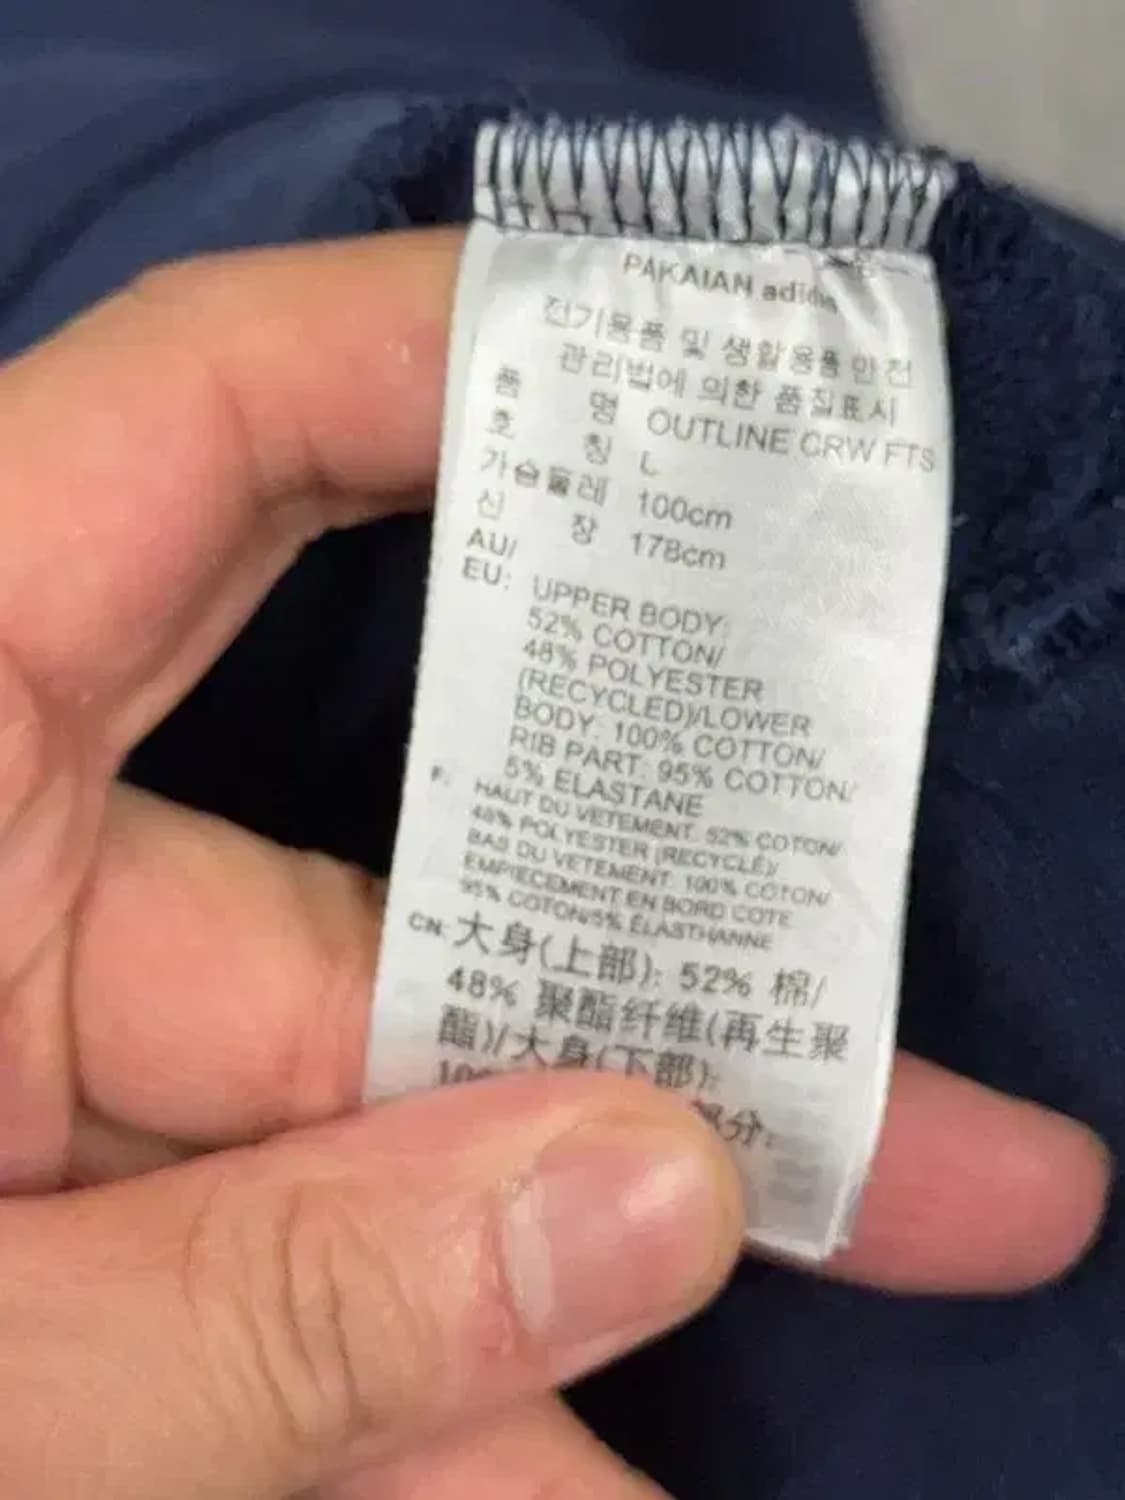 PAKAIAN adidas
전기용품 및 생활용품 안전
관리법에 의한 품질표시
품 명 OUTLINE CRW FTS
호 칭 L
가슴둘레 100cm
신 장 178cm
AU/
EU: UPPER BODY:
52% COTTON/
48% POLYESTER
(RECYCLED)/LOWER
BODY: 100% COTTON/
RIB PART: 95% COTTON/
5% ELASTANE
F: HAUT DU VETEMENT: 52% COTON/
48% POLYESTER (RECYCLÉ)/
BAS DU VETEMENT: 100% COTON/
EMPIECEMENT EN BORD COTE
95% COTON/5% ÉLASTHANNE
CN: 大身(上部): 52% 棉/
48% 聚酯纤维(再生聚
酯)/大身(下部):
部分: